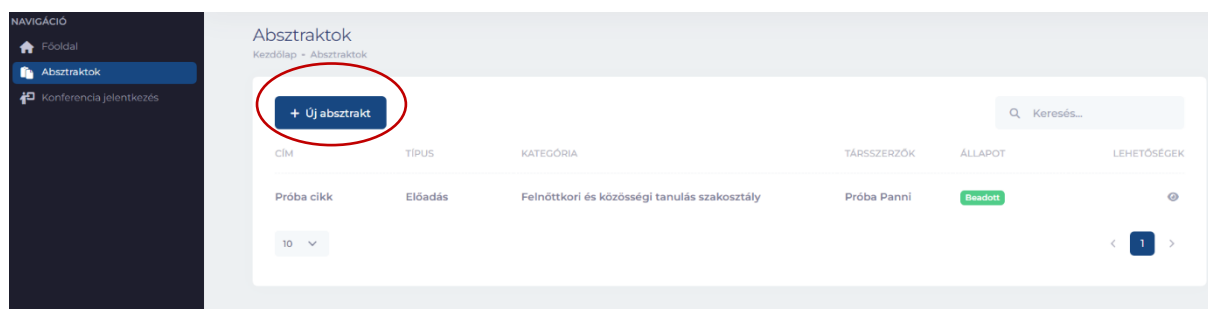 NAVIGÁCIÓ
Főoldal
Absztraktok
Konferencia jelentkezés
Absztraktok
Kezdőlap - Absztraktok
+ Új absztrakt
Keresés...
CÍM TÍPUS KATEGÓRIA TÁRSSZERZŐK ÁLLAPOT LEHETŐSÉGEK
Próba cikk Előadás Felnőttkori és közösségi tanulás szakosztály Próba Panni Beadott
10
< 1 >